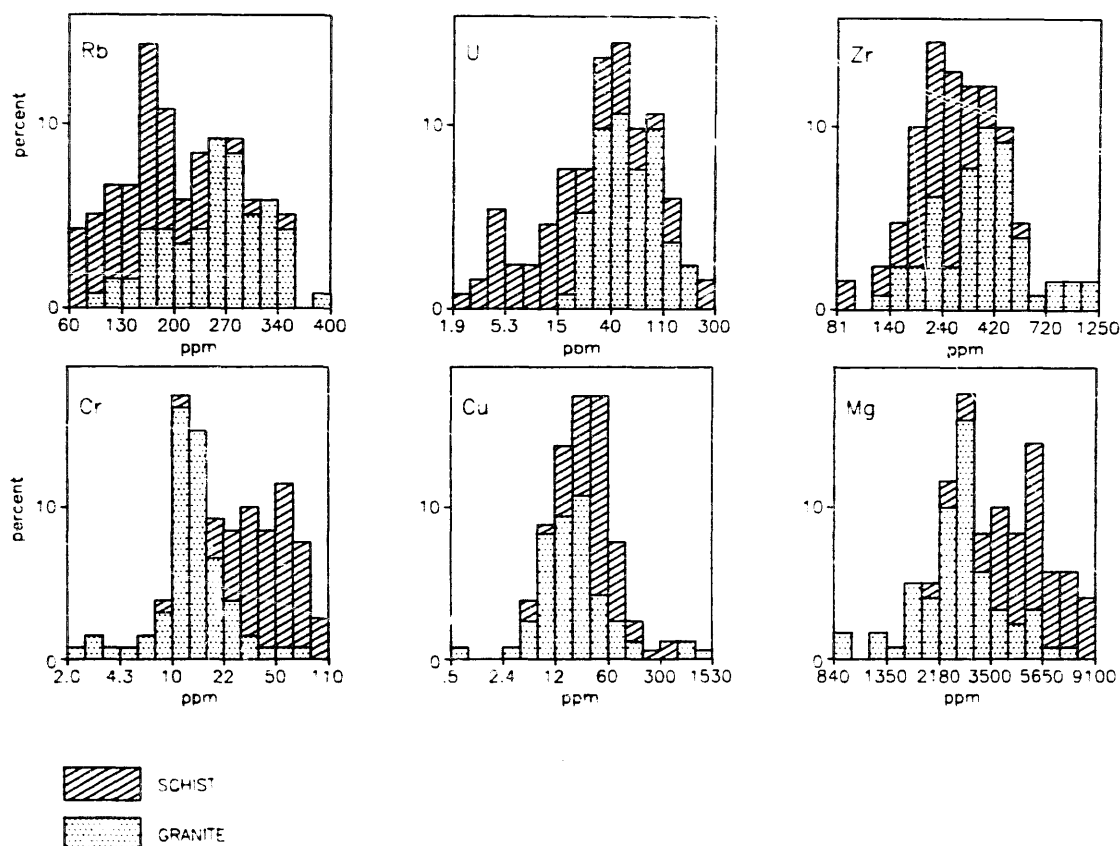 Rb
percent
10
0
60 130 200 270 340 400
ppm
U
10
0
1.9 5.3 15 40 110 300
ppm
Zr
10
0
81 140 240 420 720 1250
ppm
Cr
percent
10
0
2.0 4.3 10 22 50 110
ppm
Cu
10
0
.5 2.4 12 60 300 1530
ppm
Mg
10
0
840 1350 2180 3500 5650 9100
ppm
SCHIST
GRANITE